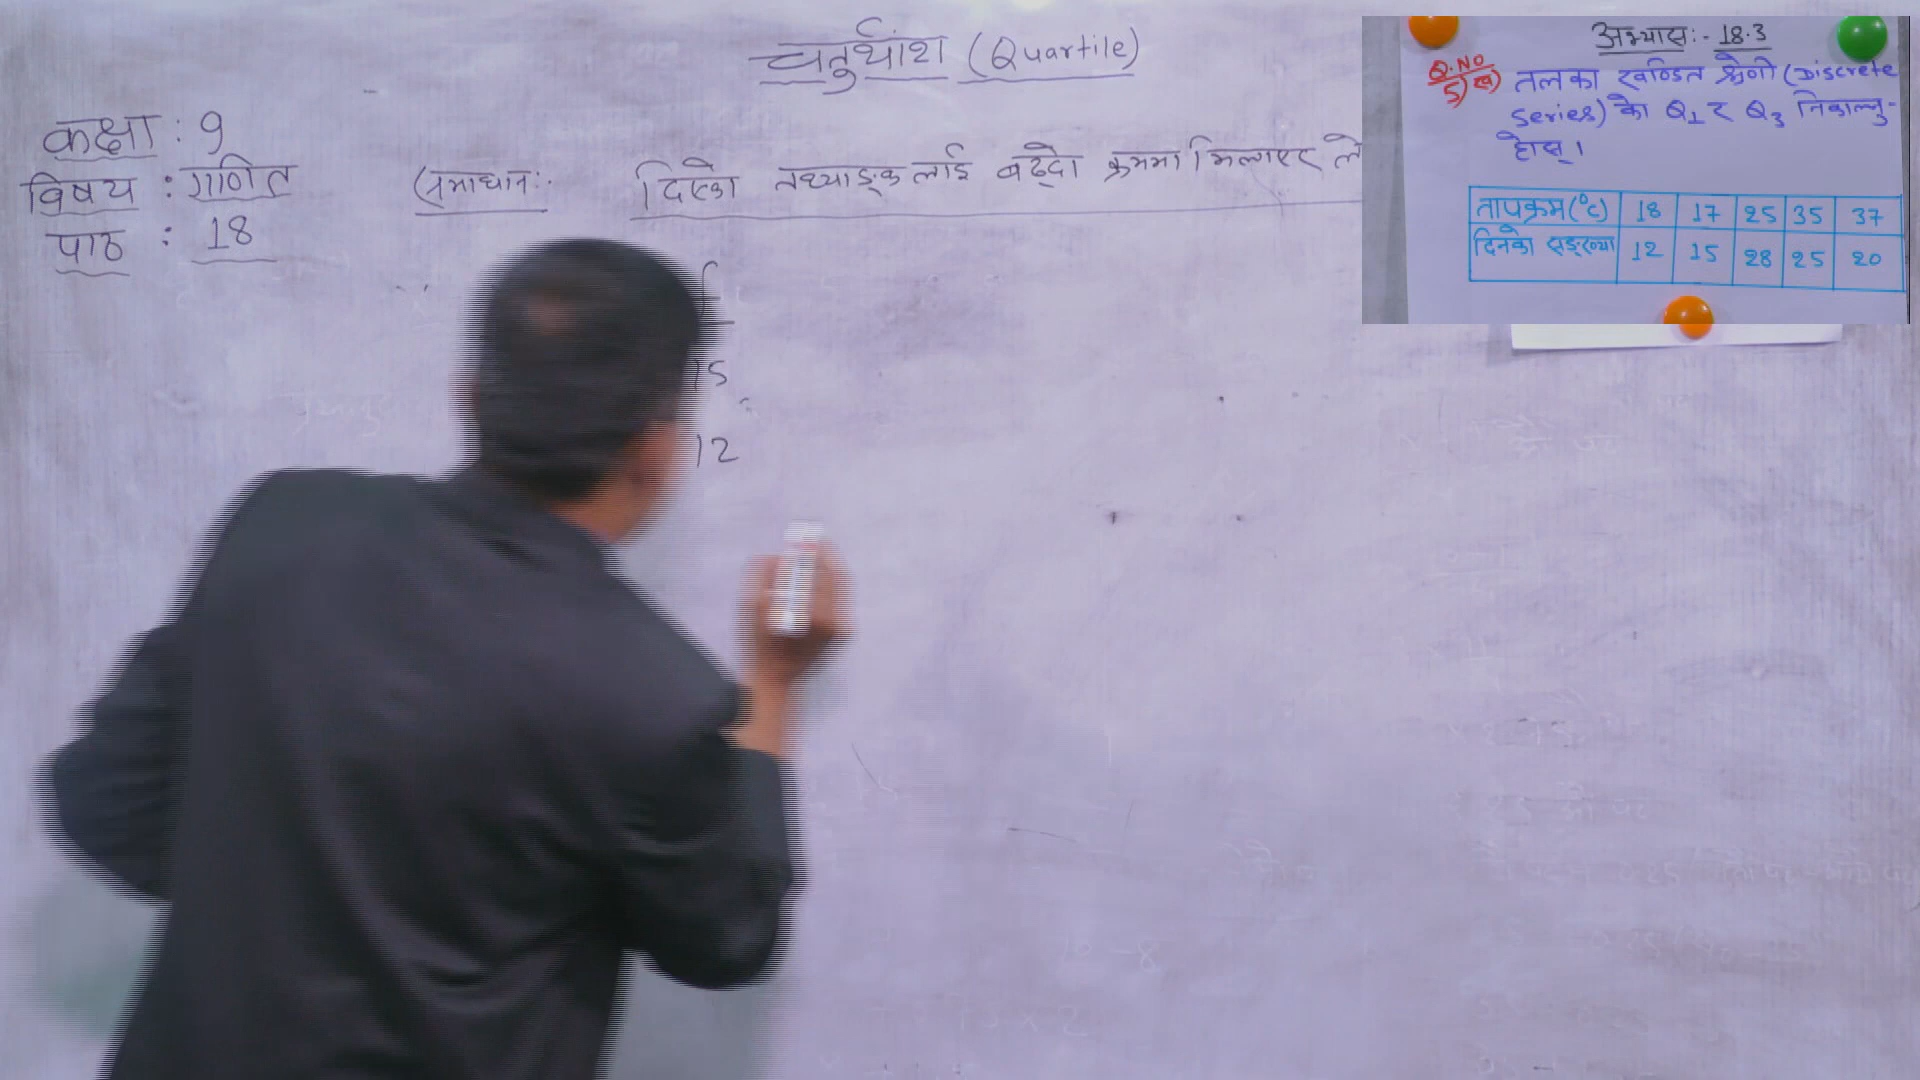 चतुर्थांश (Quartile)
कक्षा : 9
विषय : गणित
पाठ : 18
समाधान:-
दिएको तथ्याङ्कलाई बढ्दो क्रममा मिलाएर
f
15
12
अभ्यास:- 18.3
Q.NO
5) ख) तलका खण्डित श्रेणी (Discrete
Series) को Q₁ र Q₃ निकाल्नु-
होस् ।
तापक्रम(°C) 18 17 25 35 37
दिनको सङ्ख्या 12 15 28 25 20